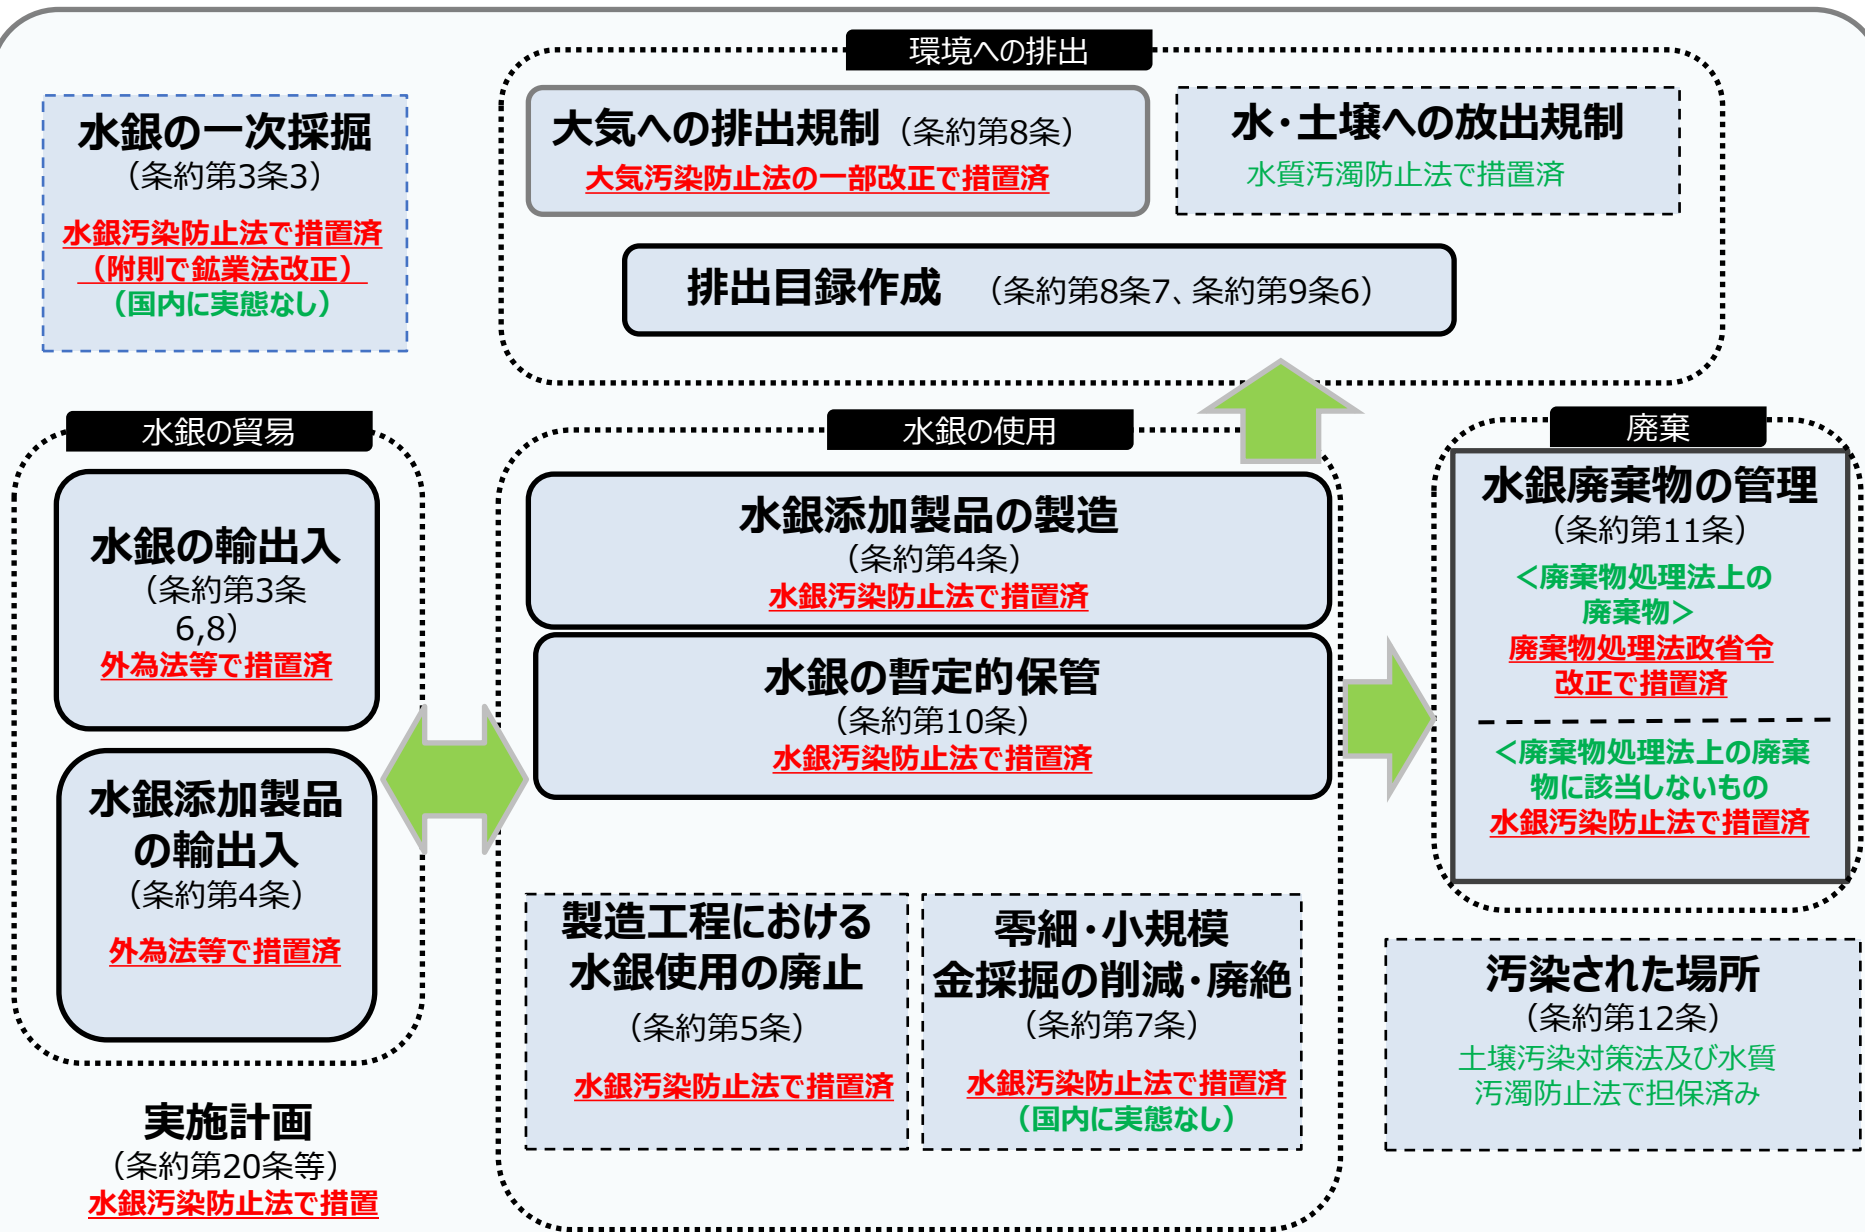 環境への排出
水銀の一次採掘
（条約第3条3）
水銀汚染防止法で措置済
（附則で鉱業法改正）
（国内に実態なし）
大気への排出規制（条約第8条）
大気汚染防止法の一部改正で措置済
水・土壌への放出規制
水質汚濁防止法で措置済
排出目録作成 （条約第8条7、条約第9条6）
水銀の貿易
水銀の輸出入
（条約第3条
6,8）
外為法等で措置済
水銀添加製品
の輸出入
（条約第4条）
外為法等で措置済
水銀の使用
水銀添加製品の製造
（条約第4条）
水銀汚染防止法で措置済
水銀の暫定的保管
（条約第10条）
水銀汚染防止法で措置済
製造工程における
水銀使用の廃止
（条約第5条）
水銀汚染防止法で措置済
零細・小規模
金採掘の削減・廃絶
（条約第7条）
水銀汚染防止法で措置済
（国内に実態なし）
廃棄
水銀廃棄物の管理
（条約第11条）
＜廃棄物処理法上の
廃棄物＞
廃棄物処理法政省令
改正で措置済
＜廃棄物処理法上の廃棄
物に該当しないもの
水銀汚染防止法で措置済
汚染された場所
（条約第12条）
土壌汚染対策法及び水質
汚濁防止法で担保済み
実施計画
（条約第20条等）
水銀汚染防止法で措置